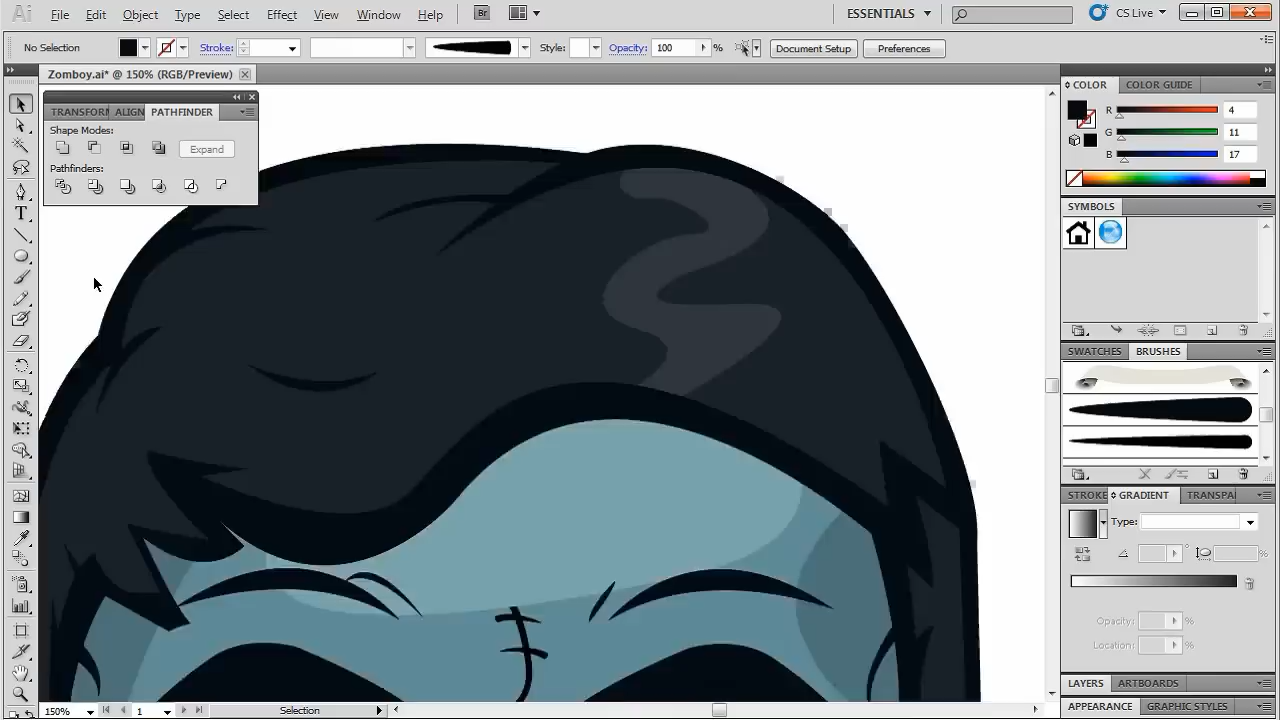 Ai File Edit Object Type Select Effect View Window Help Br ESSENTIALS CS Live
No Selection Stroke: Style: Opacity: 100 % Document Setup Preferences
Zomboy.ai* @ 150% (RGB/Preview)
TRANSFORM ALIGN PATHFINDER
Shape Modes:
Expand
Pathfinders:
COLOR COLOR GUIDE
R 4
G 11
B 17
SYMBOLS
SWATCHES BRUSHES
STROKE GRADIENT TRANSPA
Type:
%
Opacity: %
Location: %
LAYERS ARTBOARDS
APPEARANCE GRAPHIC STYLES
150% 1 Selection